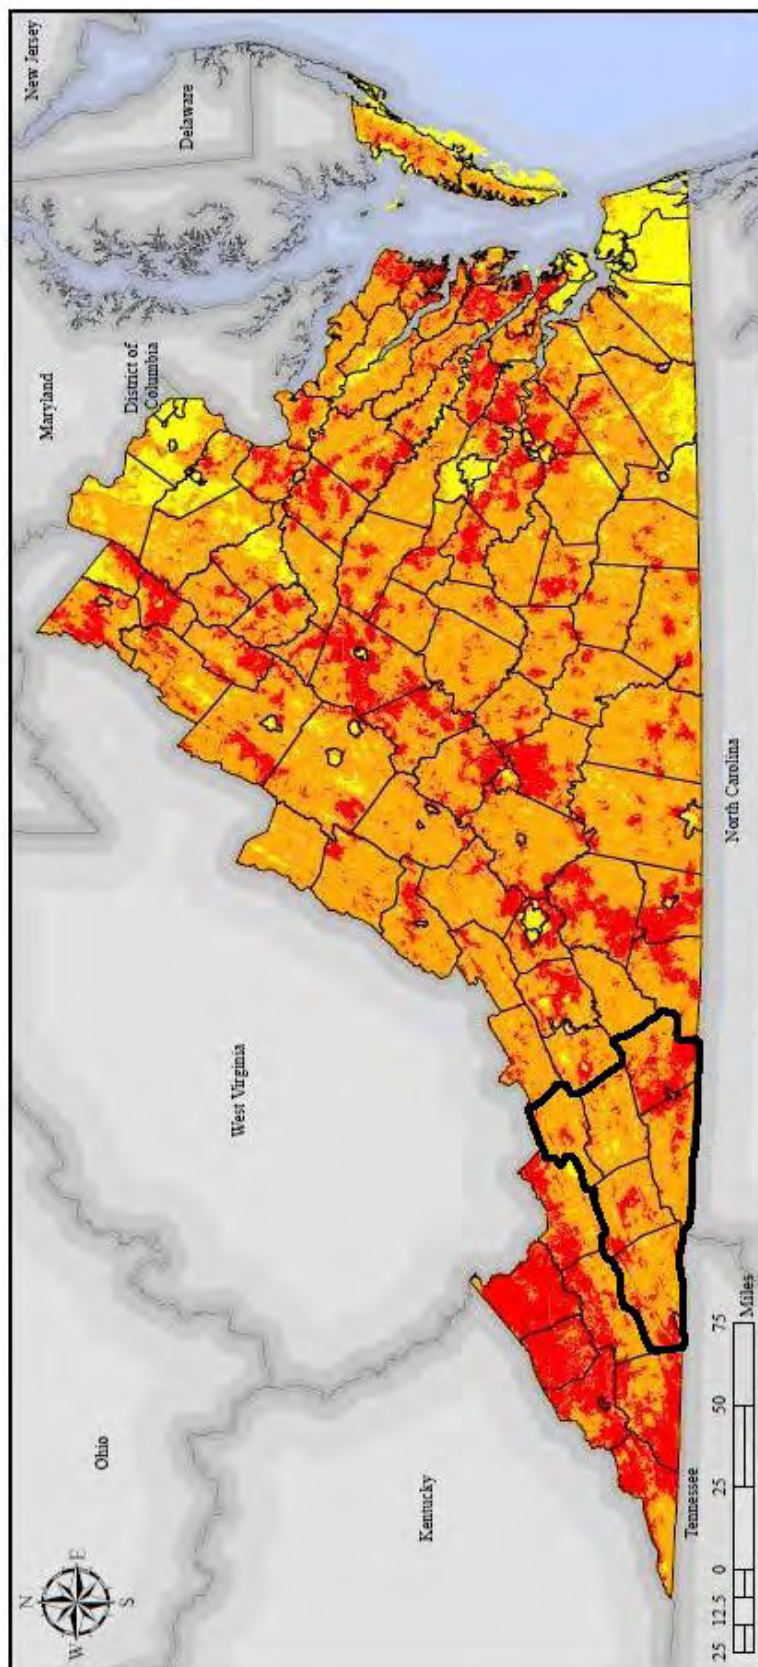 New Jersey
Delaware
Maryland
District of
Columbia
Ohio
West Virginia
Kentucky
Tennessee
North Carolina
N
W
E
S
25 12.5 0 25 50 75
Miles